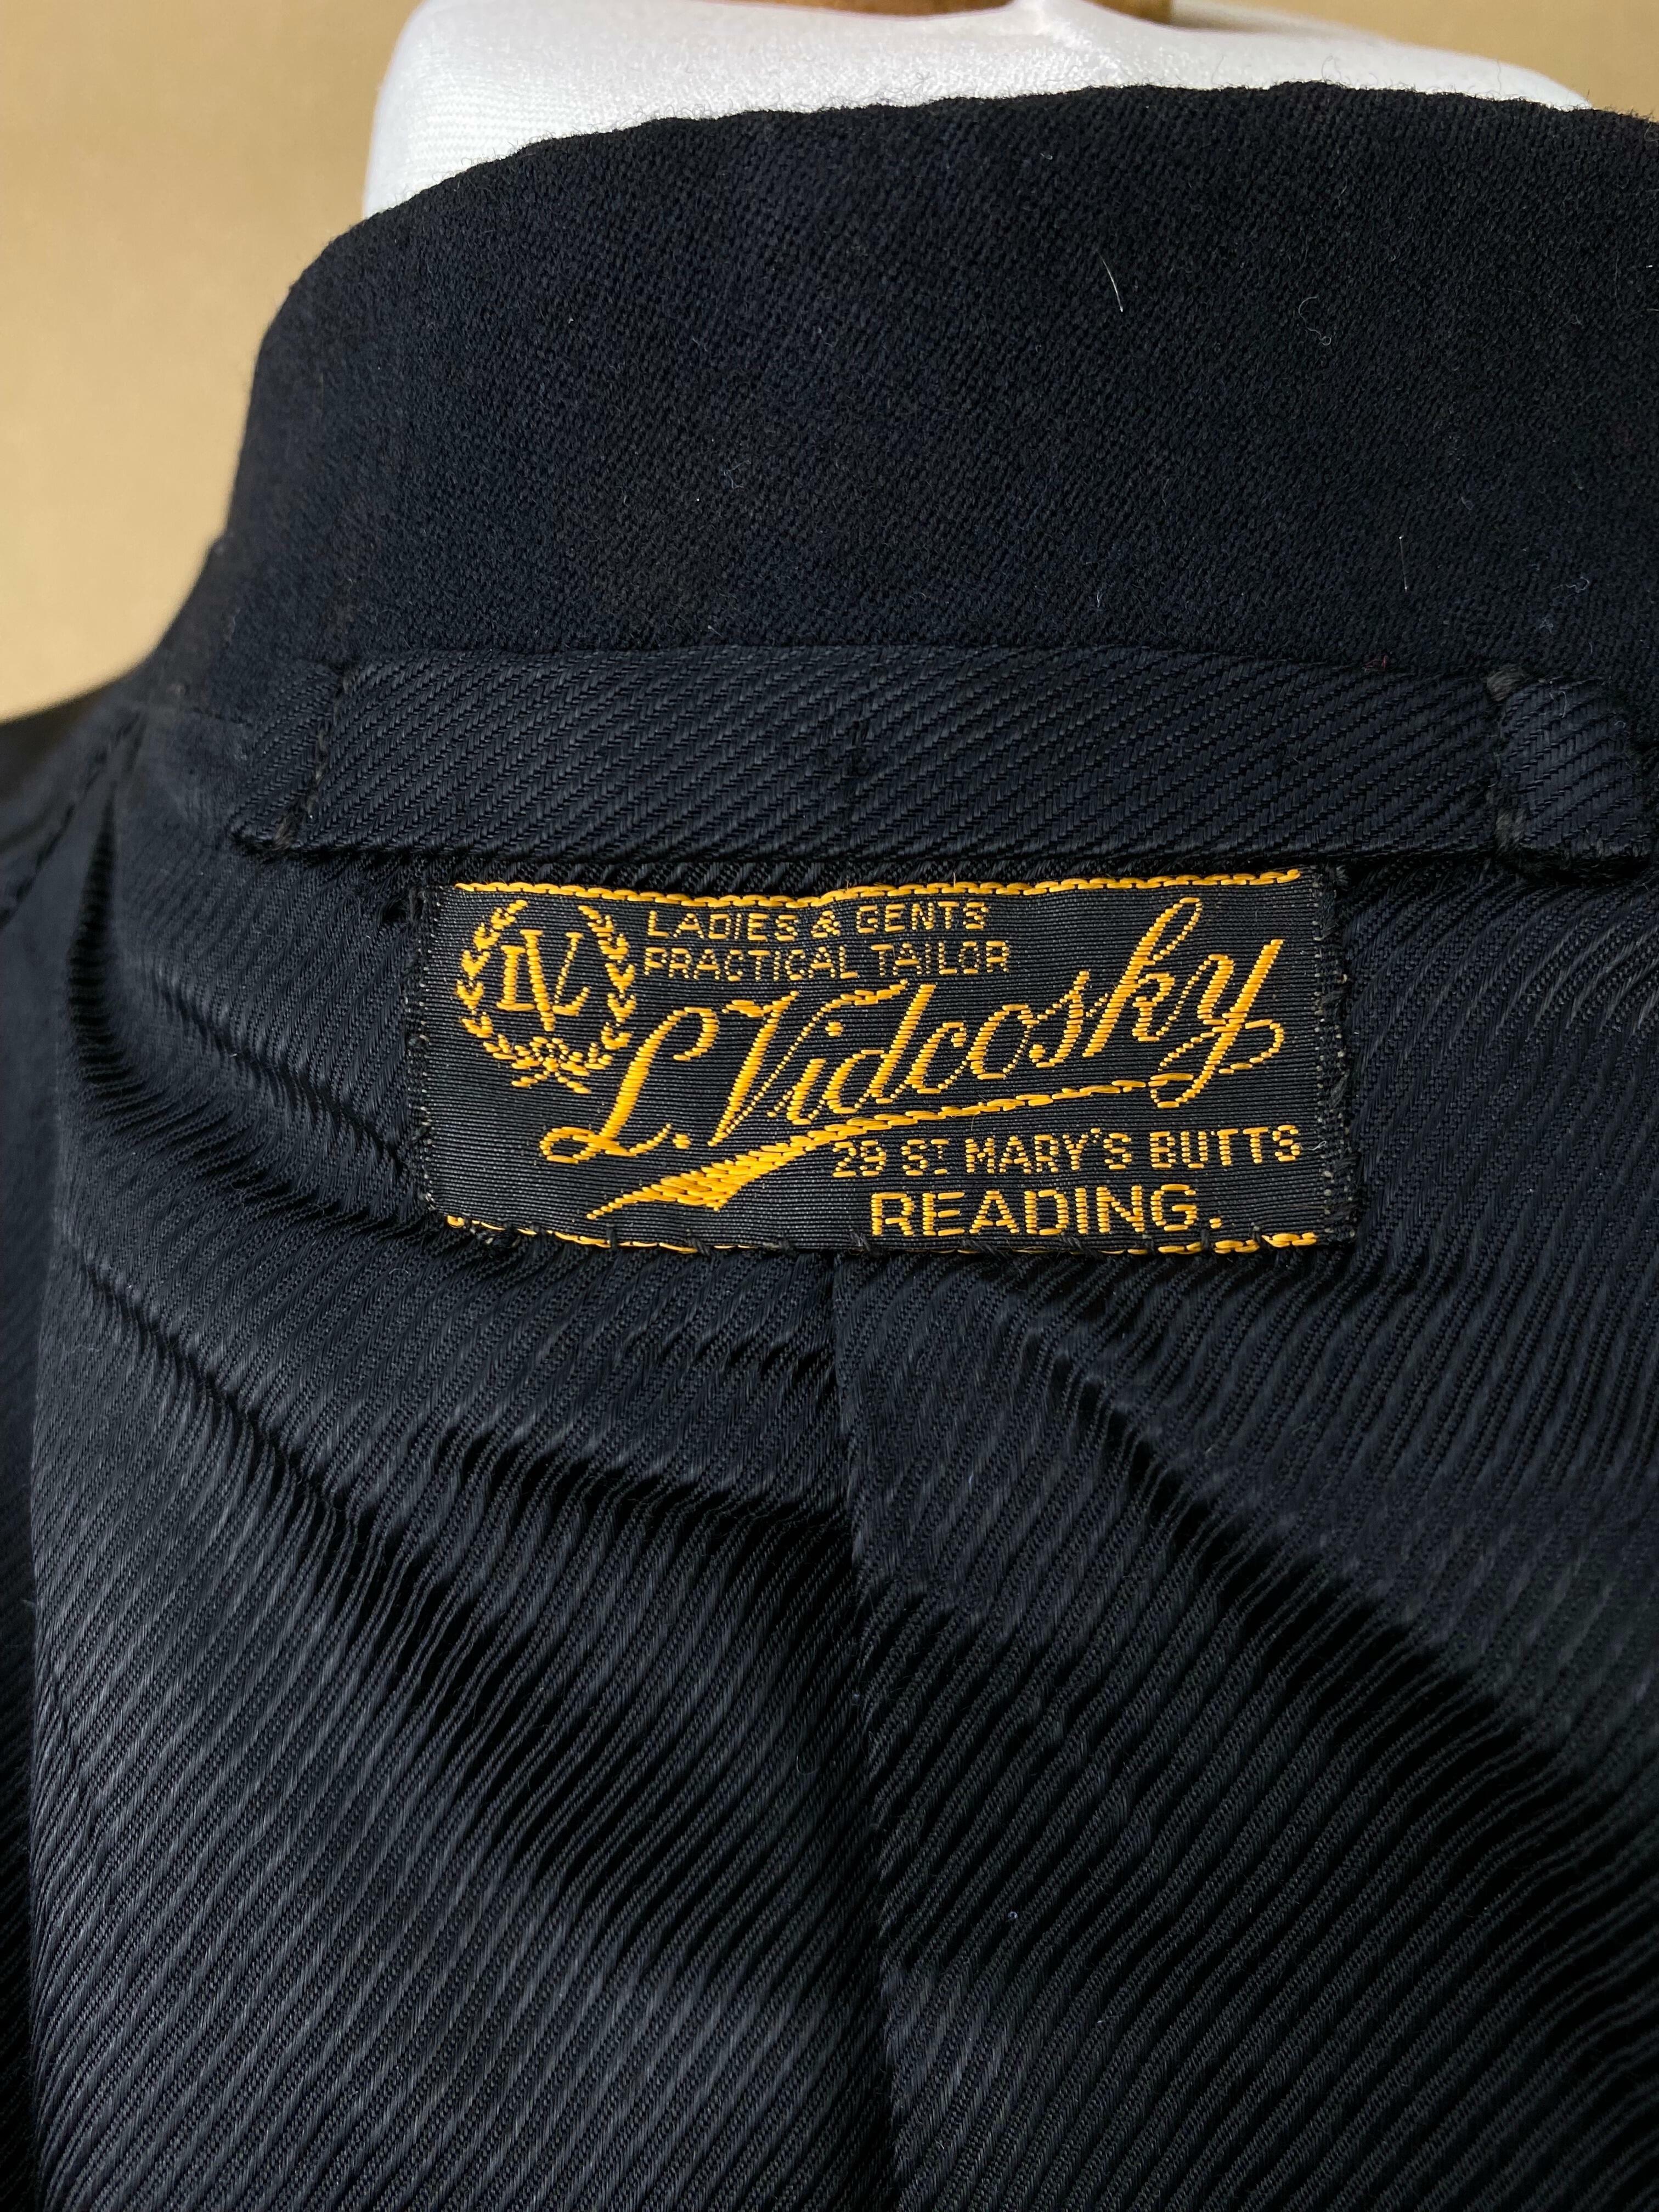 LV
LADIES & GENTS
PRACTICAL TAILOR
L. Vidcosky
29 ST MARY'S BUTTS
READING.